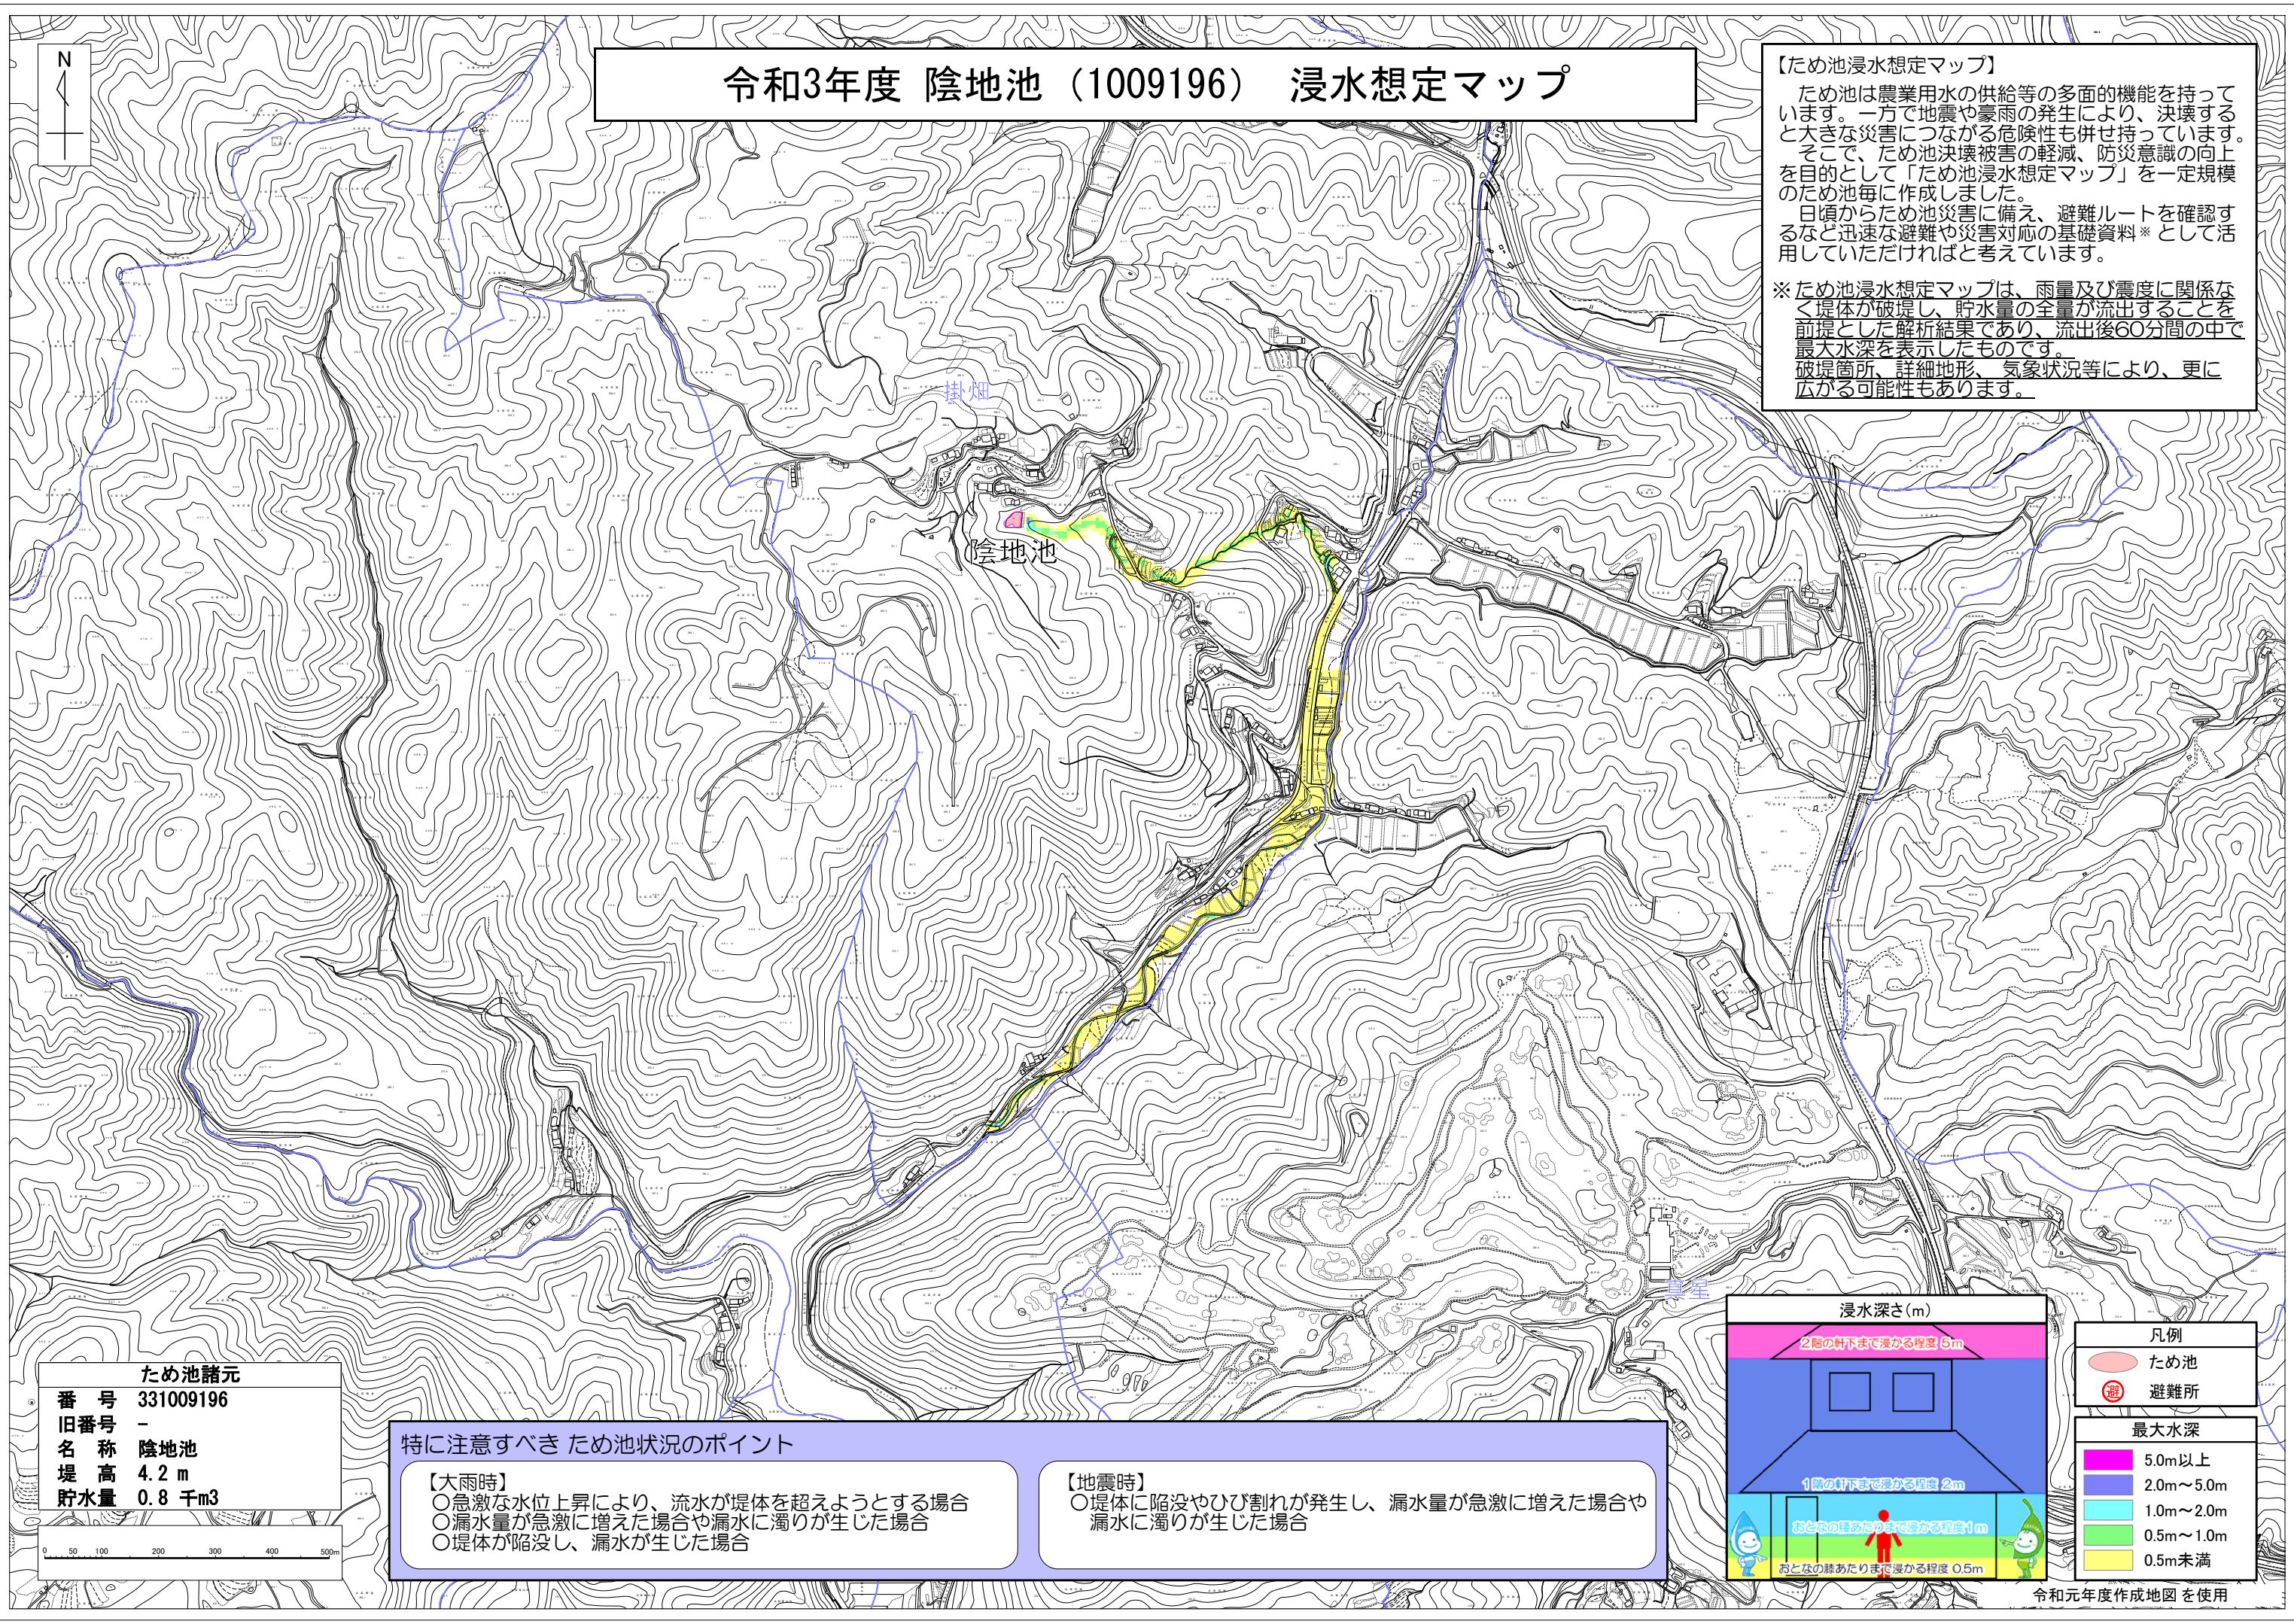 N
令和3年度 陰地池（1009196） 浸水想定マップ
【ため池浸水想定マップ】
ため池は農業用水の供給等の多面的機能を持って
います。一方で地震や豪雨の発生により、決壊する
と大きな災害につながる危険性も併せ持っています。
そこで、ため池決壊被害の軽減、防災意識の向上
を目的として「ため池浸水想定マップ」を一定規模
のため池毎に作成しました。
日頃からため池災害に備え、避難ルートを確認す
るなど迅速な避難や災害対応の基礎資料※として活
用していただければと考えています。
※ため池浸水想定マップは、雨量及び震度に関係な
く堤体が破堤し、貯水量の全量が流出することを
前提とした解析結果であり、流出後60分間の中で
最大水深を表示したものです。
破堤箇所、詳細地形、気象状況等により、更に
広がる可能性もあります。
掛畑
陰地池
真星
ため池諸元
番 号 331009196
旧番号 -
名 称 陰地池
堤 高 4.2 m
貯水量 0.8 千m3
0 50 100 200 300 400 500m
特に注意すべき ため池状況のポイント
【大雨時】
○急激な水位上昇により、流水が堤体を超えようとする場合
○漏水量が急激に増えた場合や漏水に濁りが生じた場合
○堤体が陥没し、漏水が生じた場合
【地震時】
○堤体に陥没やひび割れが発生し、漏水量が急激に増えた場合や
漏水に濁りが生じた場合
浸水深さ(m)
2階の軒下まで浸かる程度 5m
1階の軒下まで浸かる程度 2m
おとなの腰あたりまで浸かる程度 1m
おとなの膝あたりまで浸かる程度 0.5m
凡例
ため池
避 避難所
最大水深
5.0m以上
2.0m～5.0m
1.0m～2.0m
0.5m～1.0m
0.5m未満
令和元年度作成地図を使用